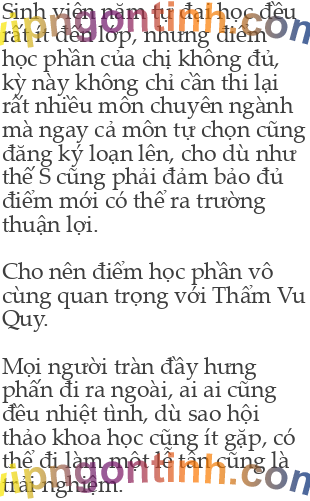 Sinh viên năm tư đại học đều
rất ít đến lớp, nhưng điểm
học phần của chị không đủ,
kỳ này không chỉ cần thi lại
rất nhiều môn chuyên ngành
mà ngay cả môn tự chọn cũng
đăng ký loạn lên, cho dù như
thế S cũng phải đảm bảo đủ
điểm mới có thể ra trường
thuận lợi.
Cho nên điểm học phần vô
cùng quan trọng với Thẩm Vu
Quy.
Mọi người tràn đầy hưng
phấn đi ra ngoài, ai ai cũng
đều nhiệt tình, dù sao hội
thảo khoa học cũng ít gặp, có
thể đi làm một lễ tân cũng là
trải nghiệm.
vipngontinh.com
vipngontinh.com